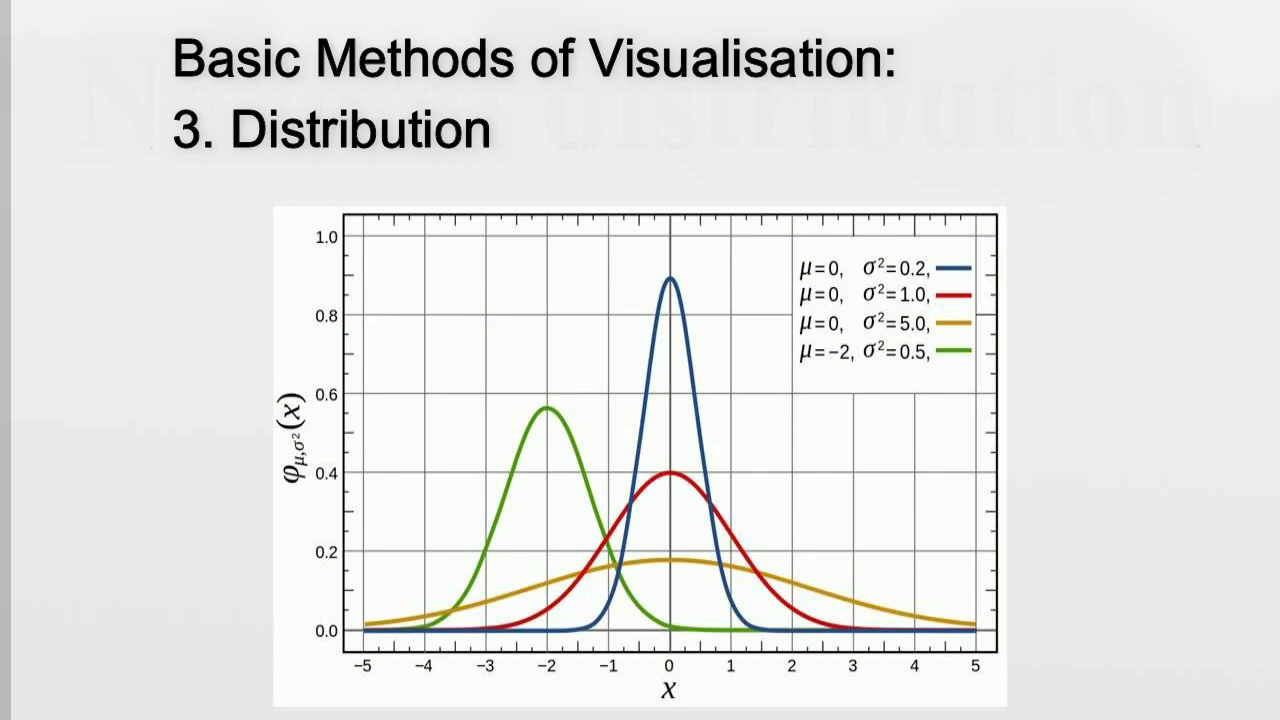 Basic Methods of Visualisation:
3. Distribution
μ=0, σ²=0.2,
μ=0, σ²=1.0,
μ=0, σ²=5.0,
μ=−2, σ²=0.5,
φμ,σ²(x)
1.0
0.8
0.6
0.4
0.2
0.0
−5 −4 −3 −2 −1 0 1 2 3 4 5
x